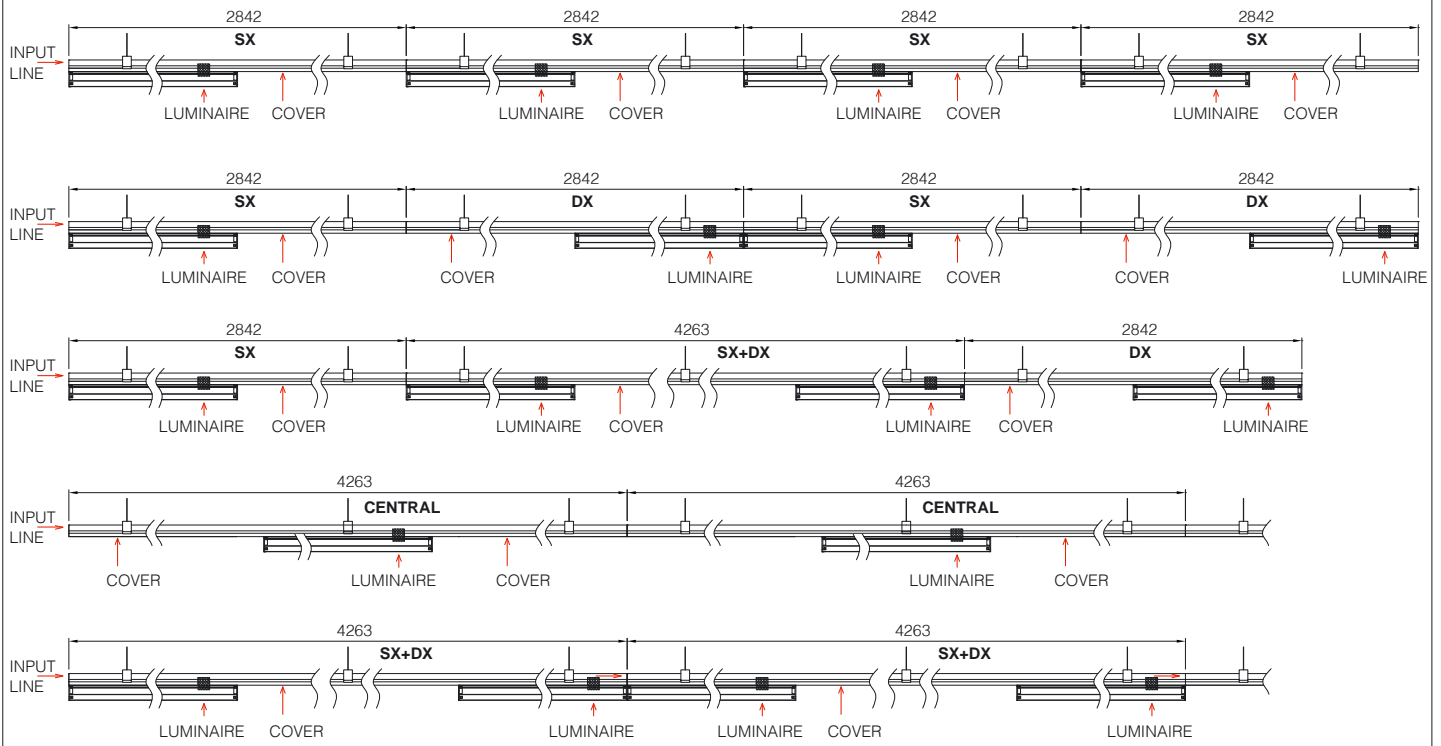 2842 2842 2842 2842
SX SX SX SX
INPUT
LINE
LUMINAIRE COVER LUMINAIRE COVER LUMINAIRE COVER LUMINAIRE COVER
2842 2842 2842 2842
SX DX SX DX
INPUT
LINE
LUMINAIRE COVER COVER LUMINAIRE LUMINAIRE COVER COVER LUMINAIRE
2842 4263 2842
SX SX+DX DX
INPUT
LINE
LUMINAIRE COVER LUMINAIRE COVER LUMINAIRE COVER LUMINAIRE
4263 4263
CENTRAL CENTRAL
INPUT
LINE
COVER LUMINAIRE COVER LUMINAIRE COVER
4263 4263
SX+DX SX+DX
INPUT
LINE
LUMINAIRE COVER LUMINAIRE LUMINAIRE COVER LUMINAIRE